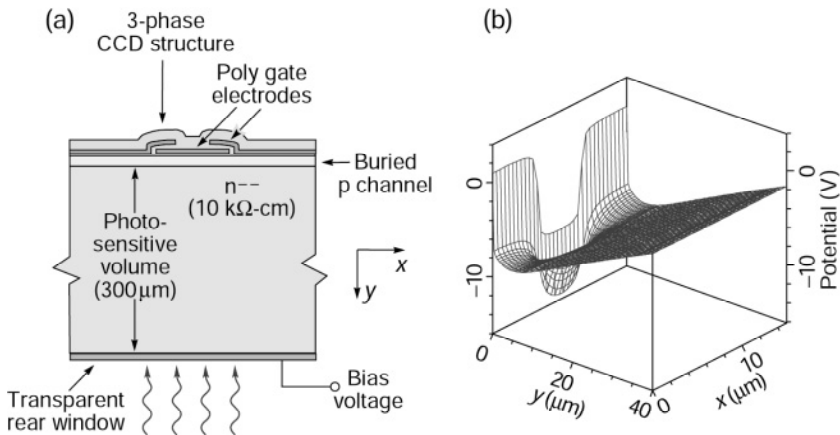 (a)
3-phase
CCD structure
Poly gate
electrodes
Buried
p channel
n−−
(10 kΩ-cm)
Photo-
sensitive
volume
(300 μm)
x
y
Transparent
rear window
Bias
voltage
(b)
0
−10
0
20
40
y (μm)
0
10
x (μm)
0
−10
Potential (V)